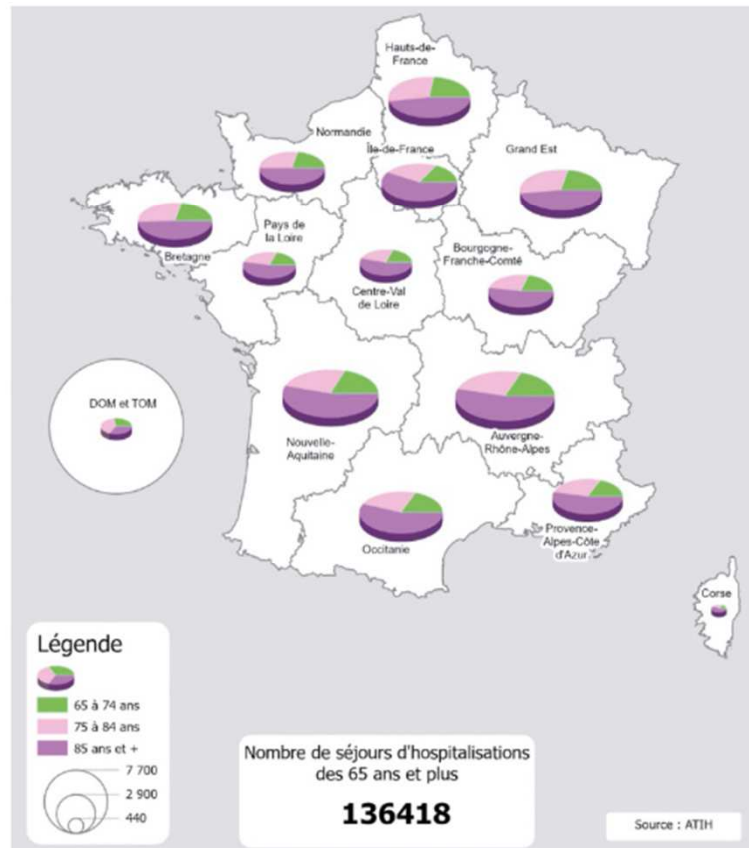 Hauts-de-
France
Normandie
Île-de-France
Grand Est
Bretagne
Pays de
la Loire
Centre-Val
de Loire
Bourgogne-
Franche-Comté
DOM et TOM
Nouvelle-
Aquitaine
Auvergne-
Rhône-Alpes
Occitanie
Provence-
Alpes-Côte
d'Azur
Corse
Légende
65 à 74 ans
75 à 84 ans
85 ans et +
7 700
2 900
440
Nombre de séjours d'hospitalisations
des 65 ans et plus
136418
Source : ATIH